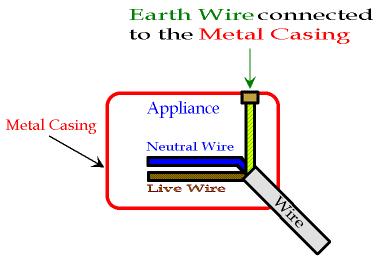 Earth Wire connected
to the Metal Casing
Appliance
Metal Casing
Neutral Wire
Live Wire
Wire